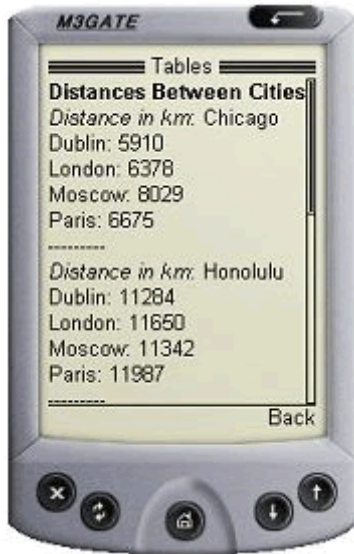 M3GATE
Tables
Distances Between Cities
Distance in km: Chicago
Dublin: 5910
London: 6378
Moscow: 8029
Paris: 6675
---------
Distance in km: Honolulu
Dublin: 11284
London: 11650
Moscow: 11342
Paris: 11987
---------
Back